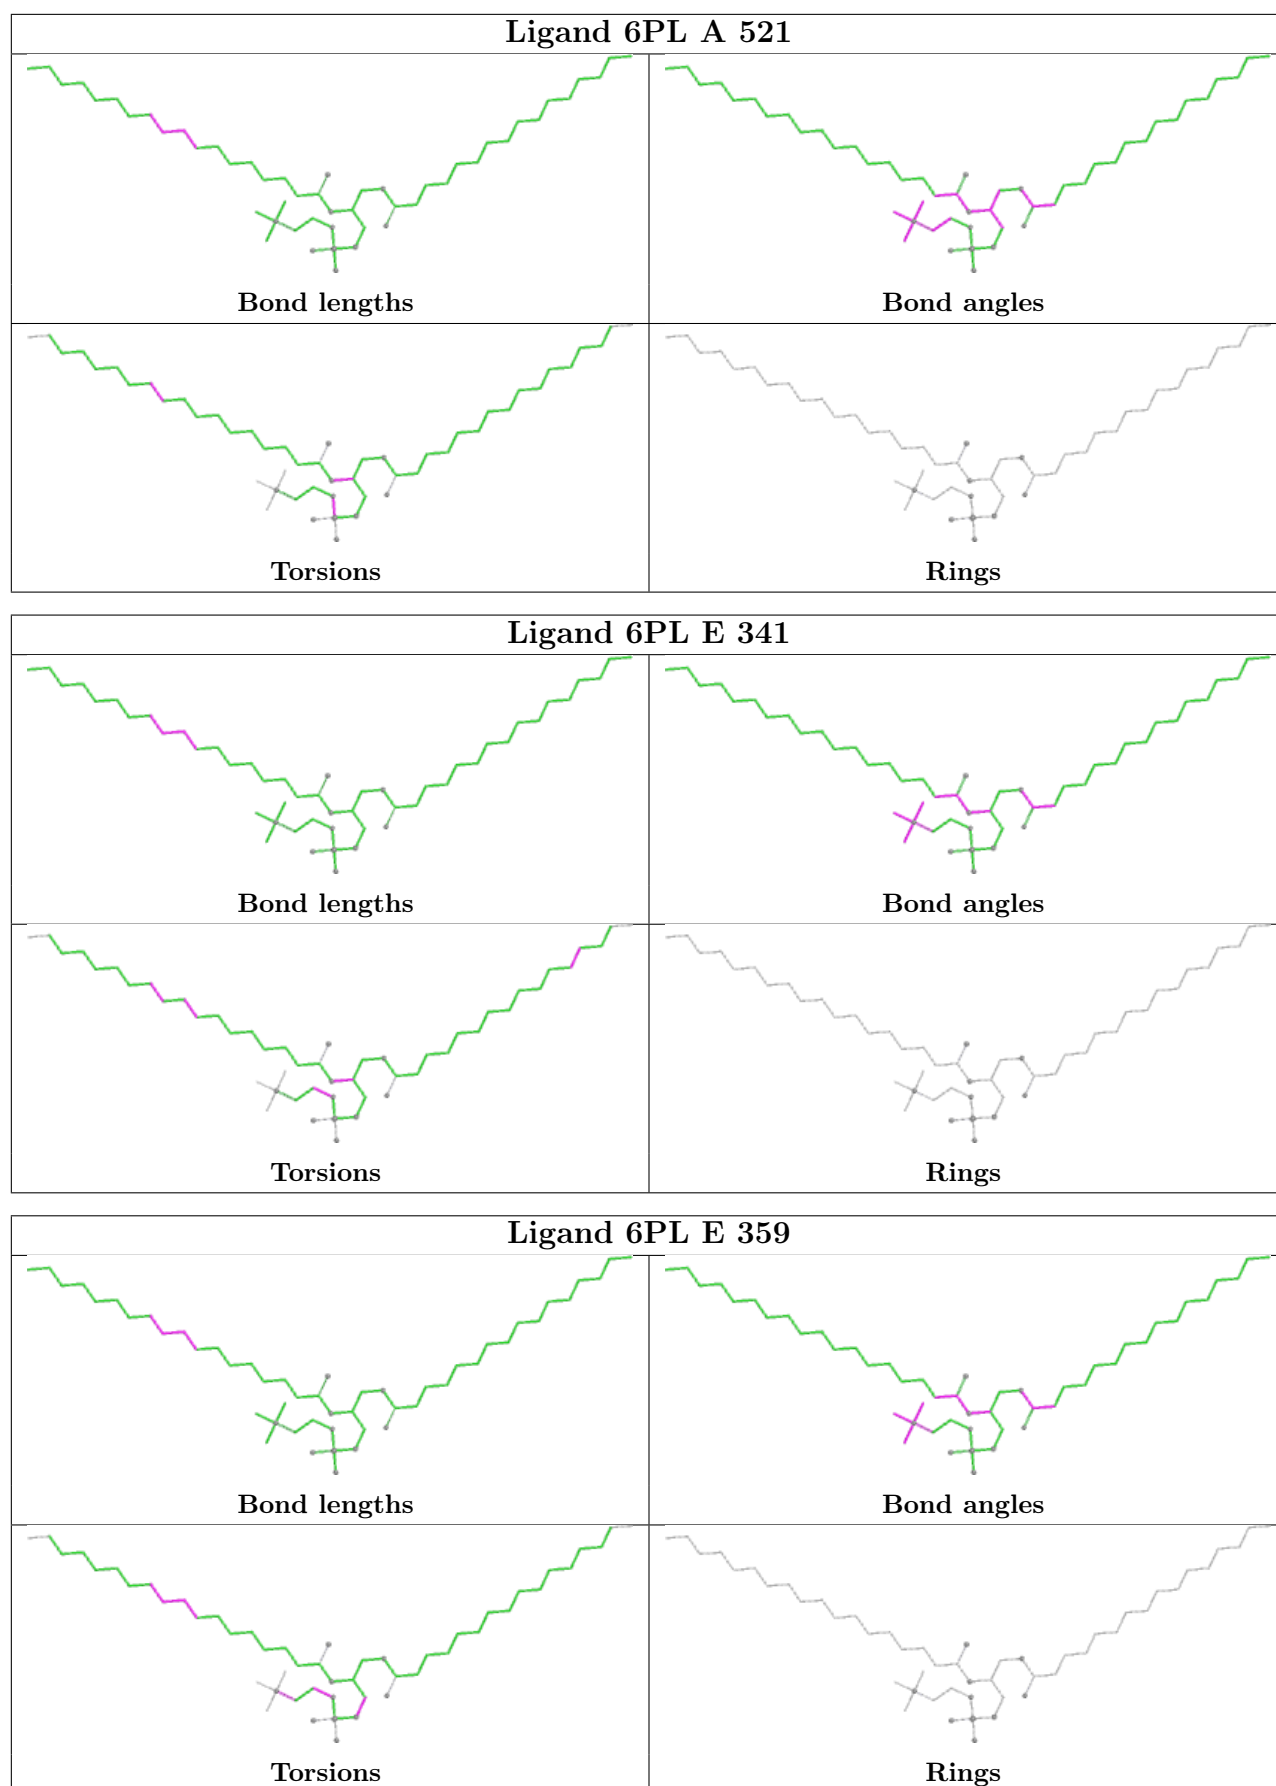 Ligand 6PL A 521
Bond lengths
Bond angles
Torsions
Rings
Ligand 6PL E 341
Bond lengths
Bond angles
Torsions
Rings
Ligand 6PL E 359
Bond lengths
Bond angles
Torsions
Rings